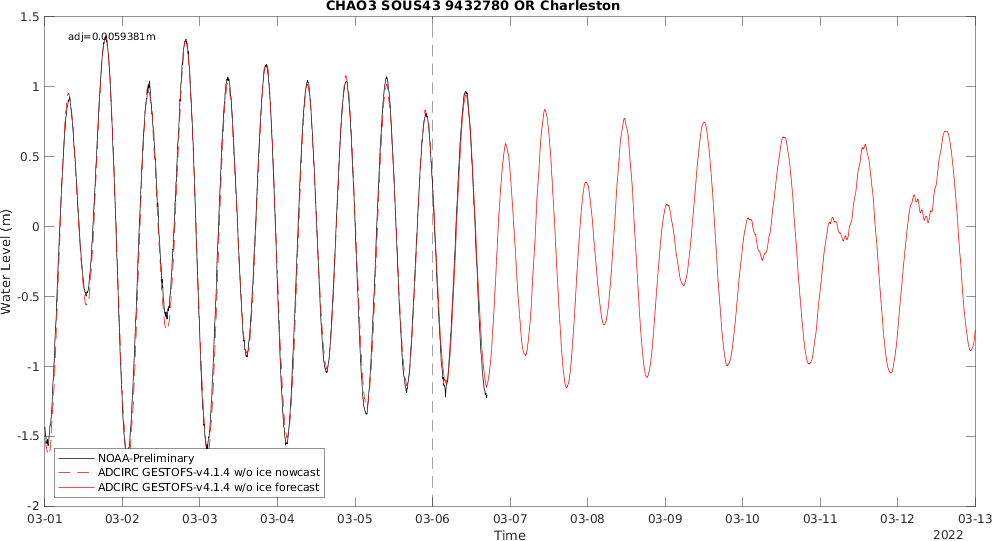 CHAO3 SOUS43 9432780 OR Charleston
adj=0.0059381m
1.5
1
0.5
0
-0.5
-1
-1.5
-2
Water Level (m)
NOAA-Preliminary
ADCIRC GESTOFS-v4.1.4 w/o ice nowcast
ADCIRC GESTOFS-v4.1.4 w/o ice forecast
03-01 03-02 03-03 03-04 03-05 03-06 03-07 03-08 03-09 03-10 03-11 03-12 03-13
Time
2022